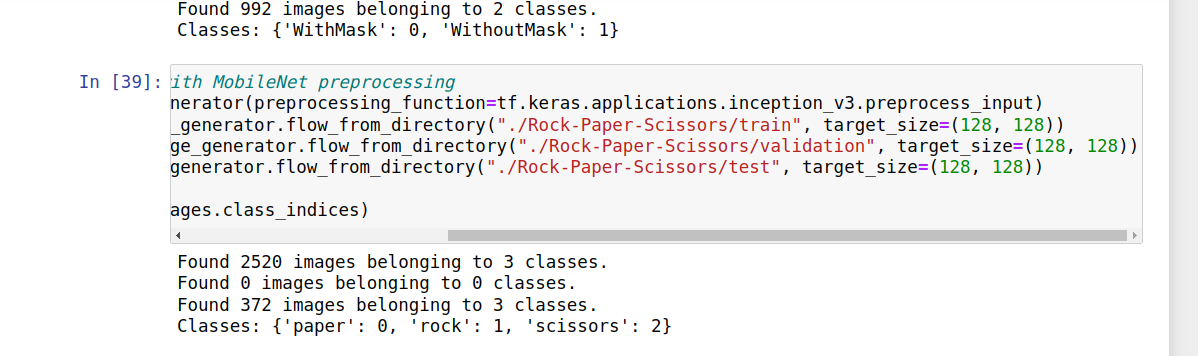 Found 992 images belonging to 2 classes.
Classes: {'WithMask': 0, 'WithoutMask': 1}
In [39]: ith MobileNet preprocessing
nerator(preprocessing_function=tf.keras.applications.inception_v3.preprocess_input)
_generator.flow_from_directory("./Rock-Paper-Scissors/train", target_size=(128, 128))
ge_generator.flow_from_directory("./Rock-Paper-Scissors/validation", target_size=(128, 128))
generator.flow_from_directory("./Rock-Paper-Scissors/test", target_size=(128, 128))
ages.class_indices)
Found 2520 images belonging to 3 classes.
Found 0 images belonging to 0 classes.
Found 372 images belonging to 3 classes.
Classes: {'paper': 0, 'rock': 1, 'scissors': 2}